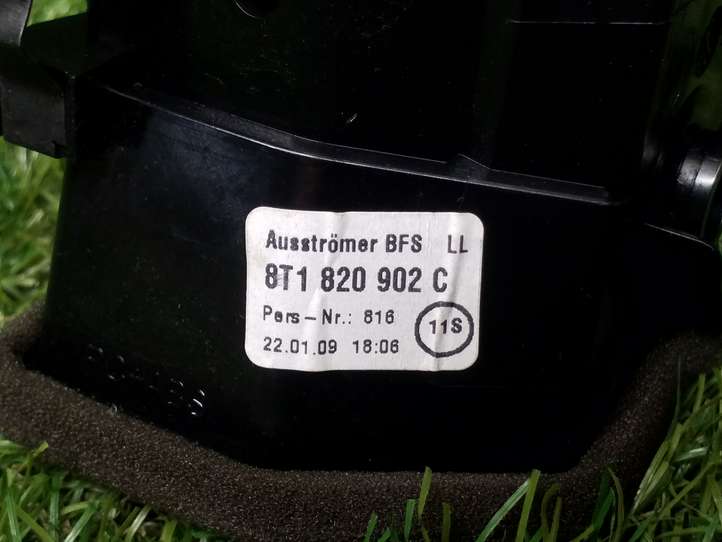 Ausströmer BFS LL
8T1 820 902 C
Pers-Nr.: 816
11S
22.01.09 18:06